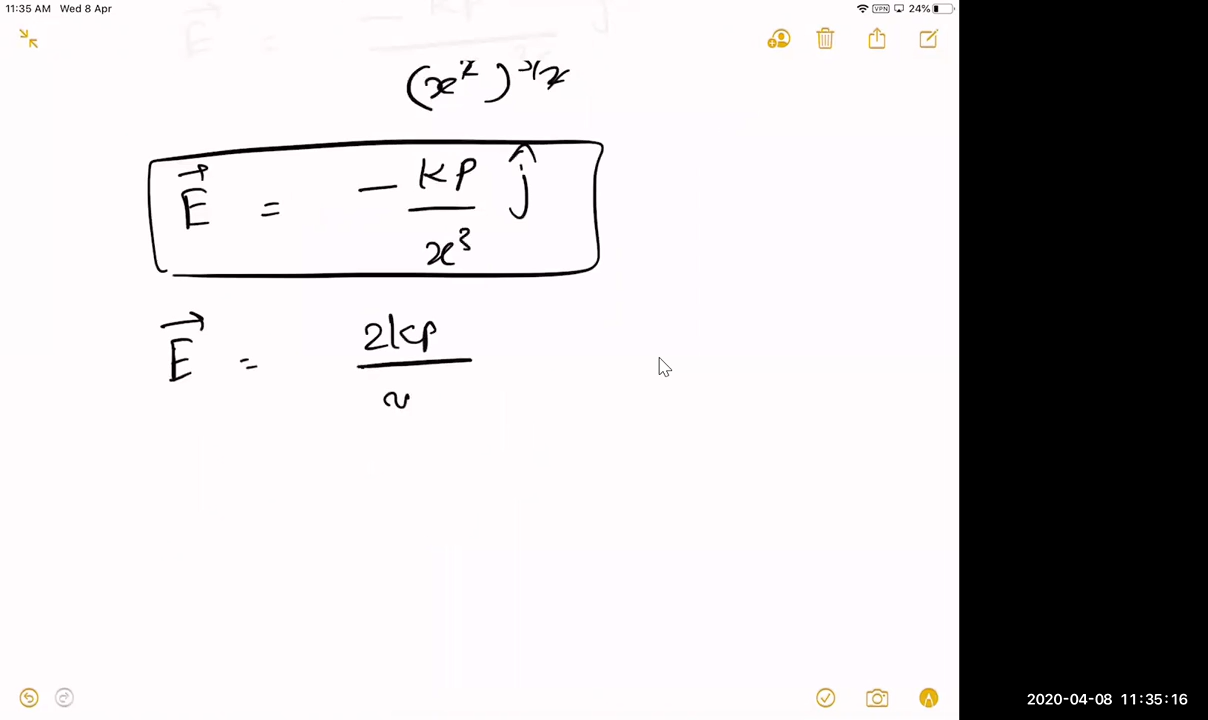 11:35 AM Wed 8 Apr
VPN 24%
(x²)^3/2
E⃗ = − kp/x³ ĵ
E⃗ = 2kp/x
2020-04-08 11:35:16